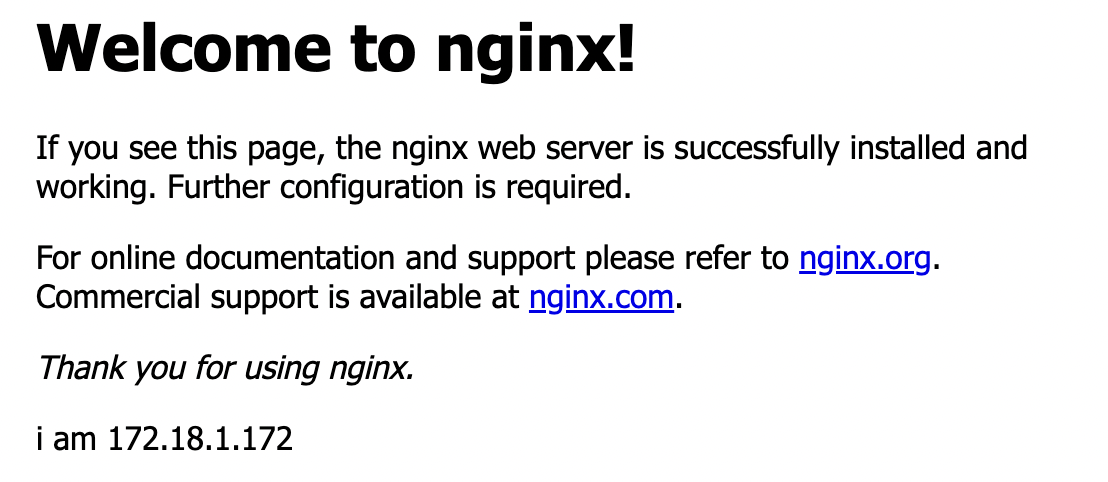 Welcome to nginx!
If you see this page, the nginx web server is successfully installed and
working. Further configuration is required.
For online documentation and support please refer to nginx.org.
Commercial support is available at nginx.com.
Thank you for using nginx.
i am 172.18.1.172